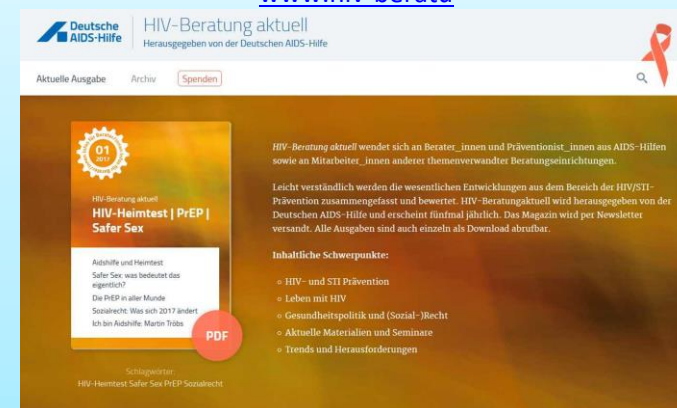 Deutsche
AIDS-Hilfe
HIV-Beratung aktuell
Herausgegeben von der Deutschen AIDS-Hilfe
Aktuelle Ausgabe Archiv Spenden
01
2017
HIV-Beratung aktuell
HIV-Heimtest | PrEP |
Safer Sex
Aidshilfe und Heimtest
Safer Sex: was bedeutet das
eigentlich?
Die PrEP in aller Munde
Sozialrecht: Was sich 2017 ändert
Ich bin Aidshilfe: Martin Tröbs
PDF
Schlagwörter:
HIV-Heimtest Safer Sex PrEP Sozialrecht
HIV-Beratung aktuell wendet sich an Berater_innen und Präventionist_innen aus AIDS-Hilfen
sowie an Mitarbeiter_innen anderer themenverwandter Beratungseinrichtungen.
Leicht verständlich werden die wesentlichen Entwicklungen aus dem Bereich der HIV/STI-
Prävention zusammengefasst und bewertet. HIV-Beratungaktuell wird herausgegeben von der
Deutschen AIDS-Hilfe und erscheint fünfmal jährlich. Das Magazin wird per Newsletter
versandt. Alle Ausgaben sind auch einzeln als Download abrufbar.
Inhaltliche Schwerpunkte:
HIV- und STI Prävention
Leben mit HIV
Gesundheitspolitik und (Sozial-)Recht
Aktuelle Materialien und Seminare
Trends und Herausforderungen